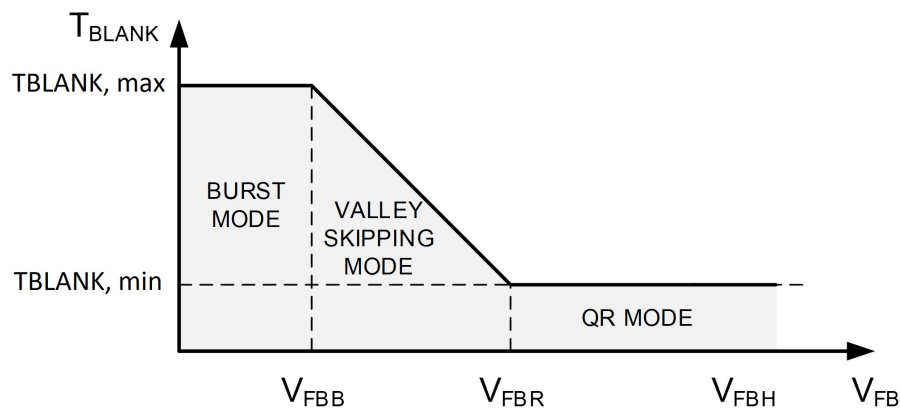 TBLANK
TBLANK, max
BURST
MODE
VALLEY
SKIPPING
MODE
TBLANK, min
QR MODE
VFBB
VFBR
VFBH
VFB